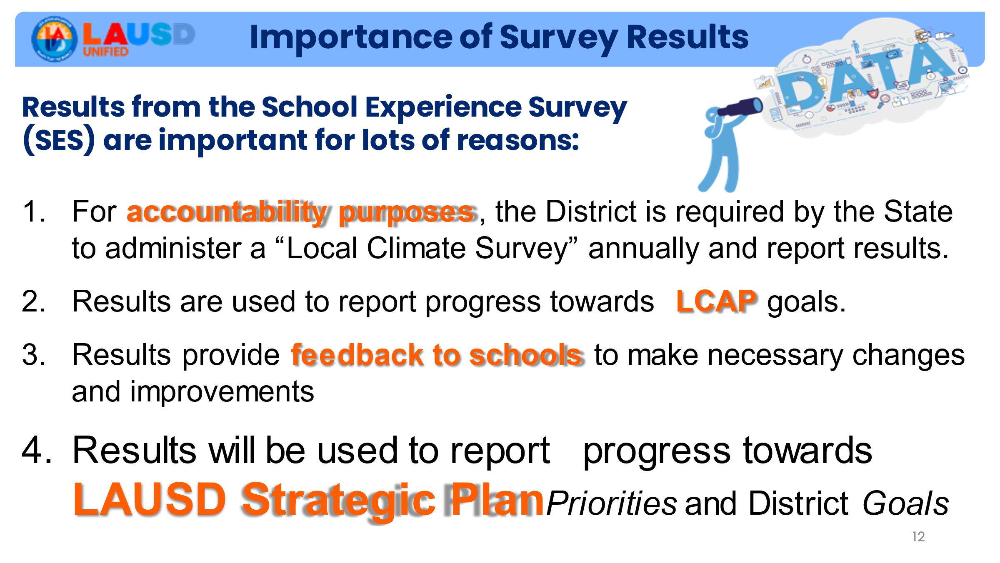 LAUSD
UNIFIED
Importance of Survey Results
DATA
Results from the School Experience Survey
(SES) are important for lots of reasons:
1. For accountability purposes, the District is required by the State
to administer a “Local Climate Survey” annually and report results.
2. Results are used to report progress towards LCAP goals.
3. Results provide feedback to schools to make necessary changes
and improvements
4. Results will be used to report progress towards
LAUSD Strategic Plan Priorities and District Goals
12